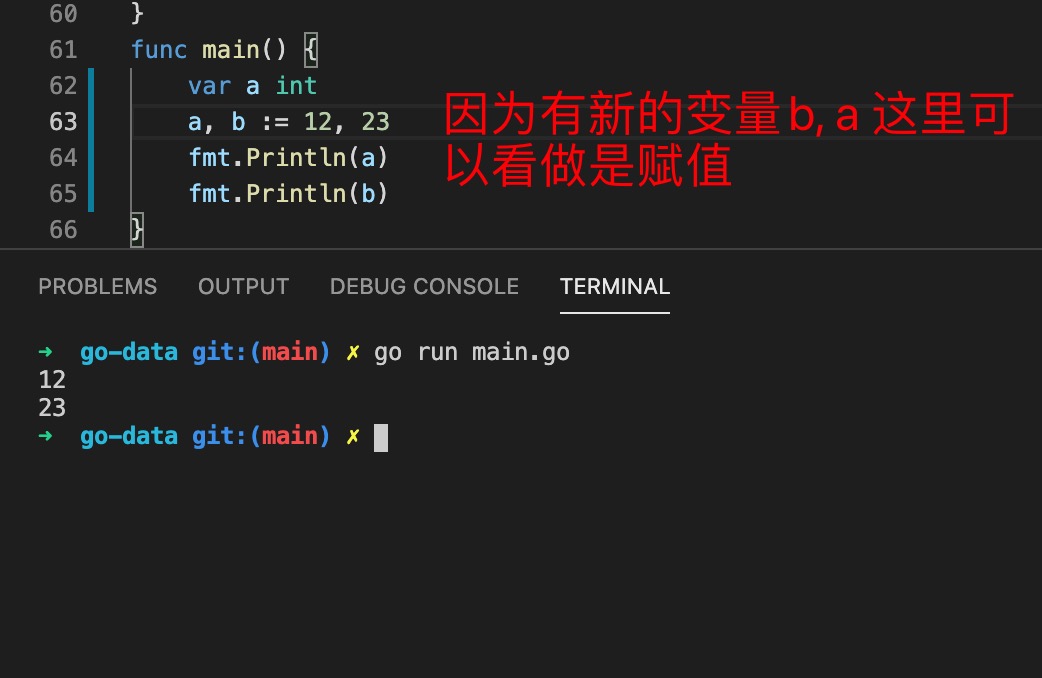 60 }
61 func main() {
62 var a int
63 a, b := 12, 23
64 fmt.Println(a)
65 fmt.Println(b)
66 }
因为有新的变量b, a 这里可
以看做是赋值
PROBLEMS OUTPUT DEBUG CONSOLE TERMINAL
➜ go-data git:(main) ✗ go run main.go
12
23
➜ go-data git:(main) ✗